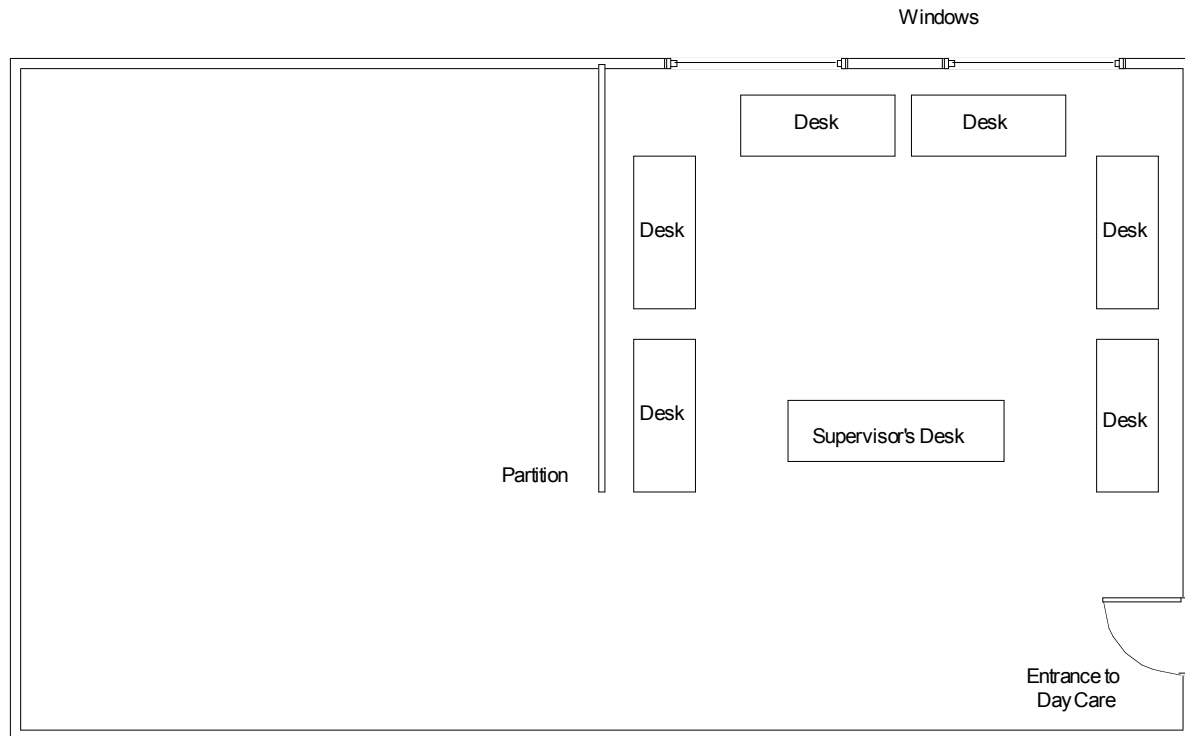 Windows
Desk
Desk
Desk
Desk
Desk
Desk
Supervisor's Desk
Partition
Entrance to
Day Care